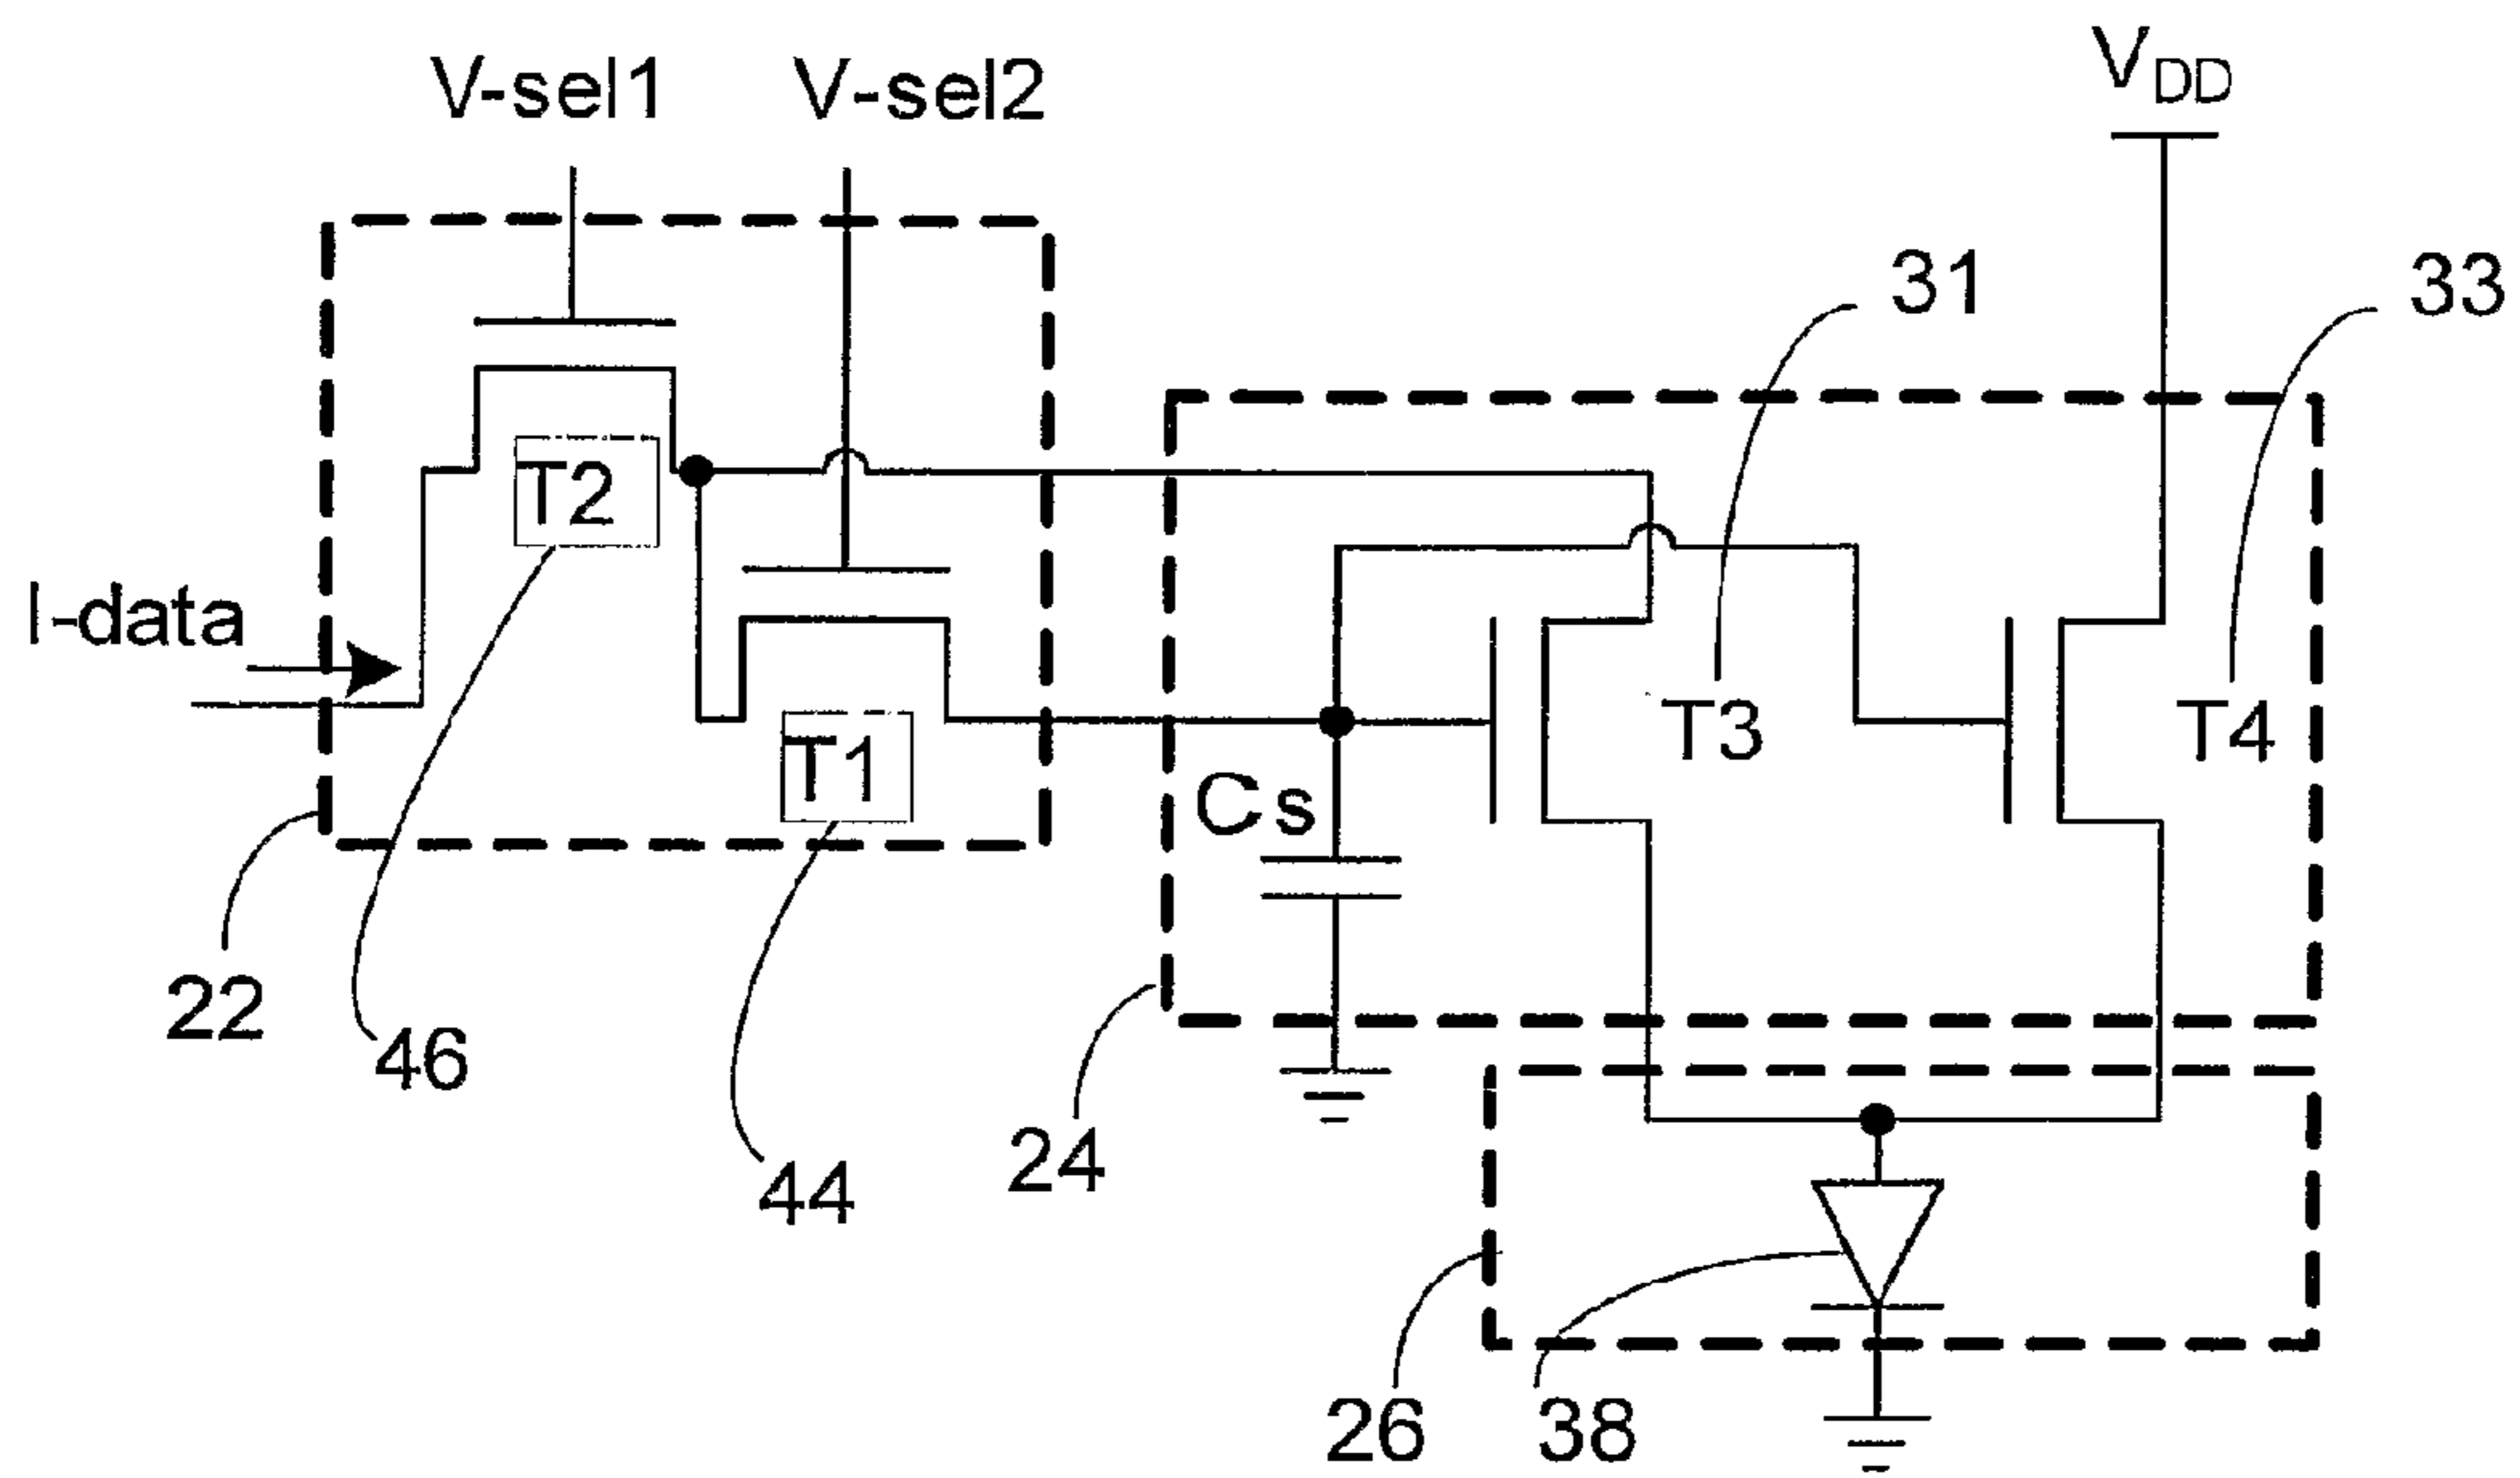 V-sel1
V-sel2
VDD
31
33
T2
I-data
T3
T4
T1
Cs
22
46
24
44
26
38